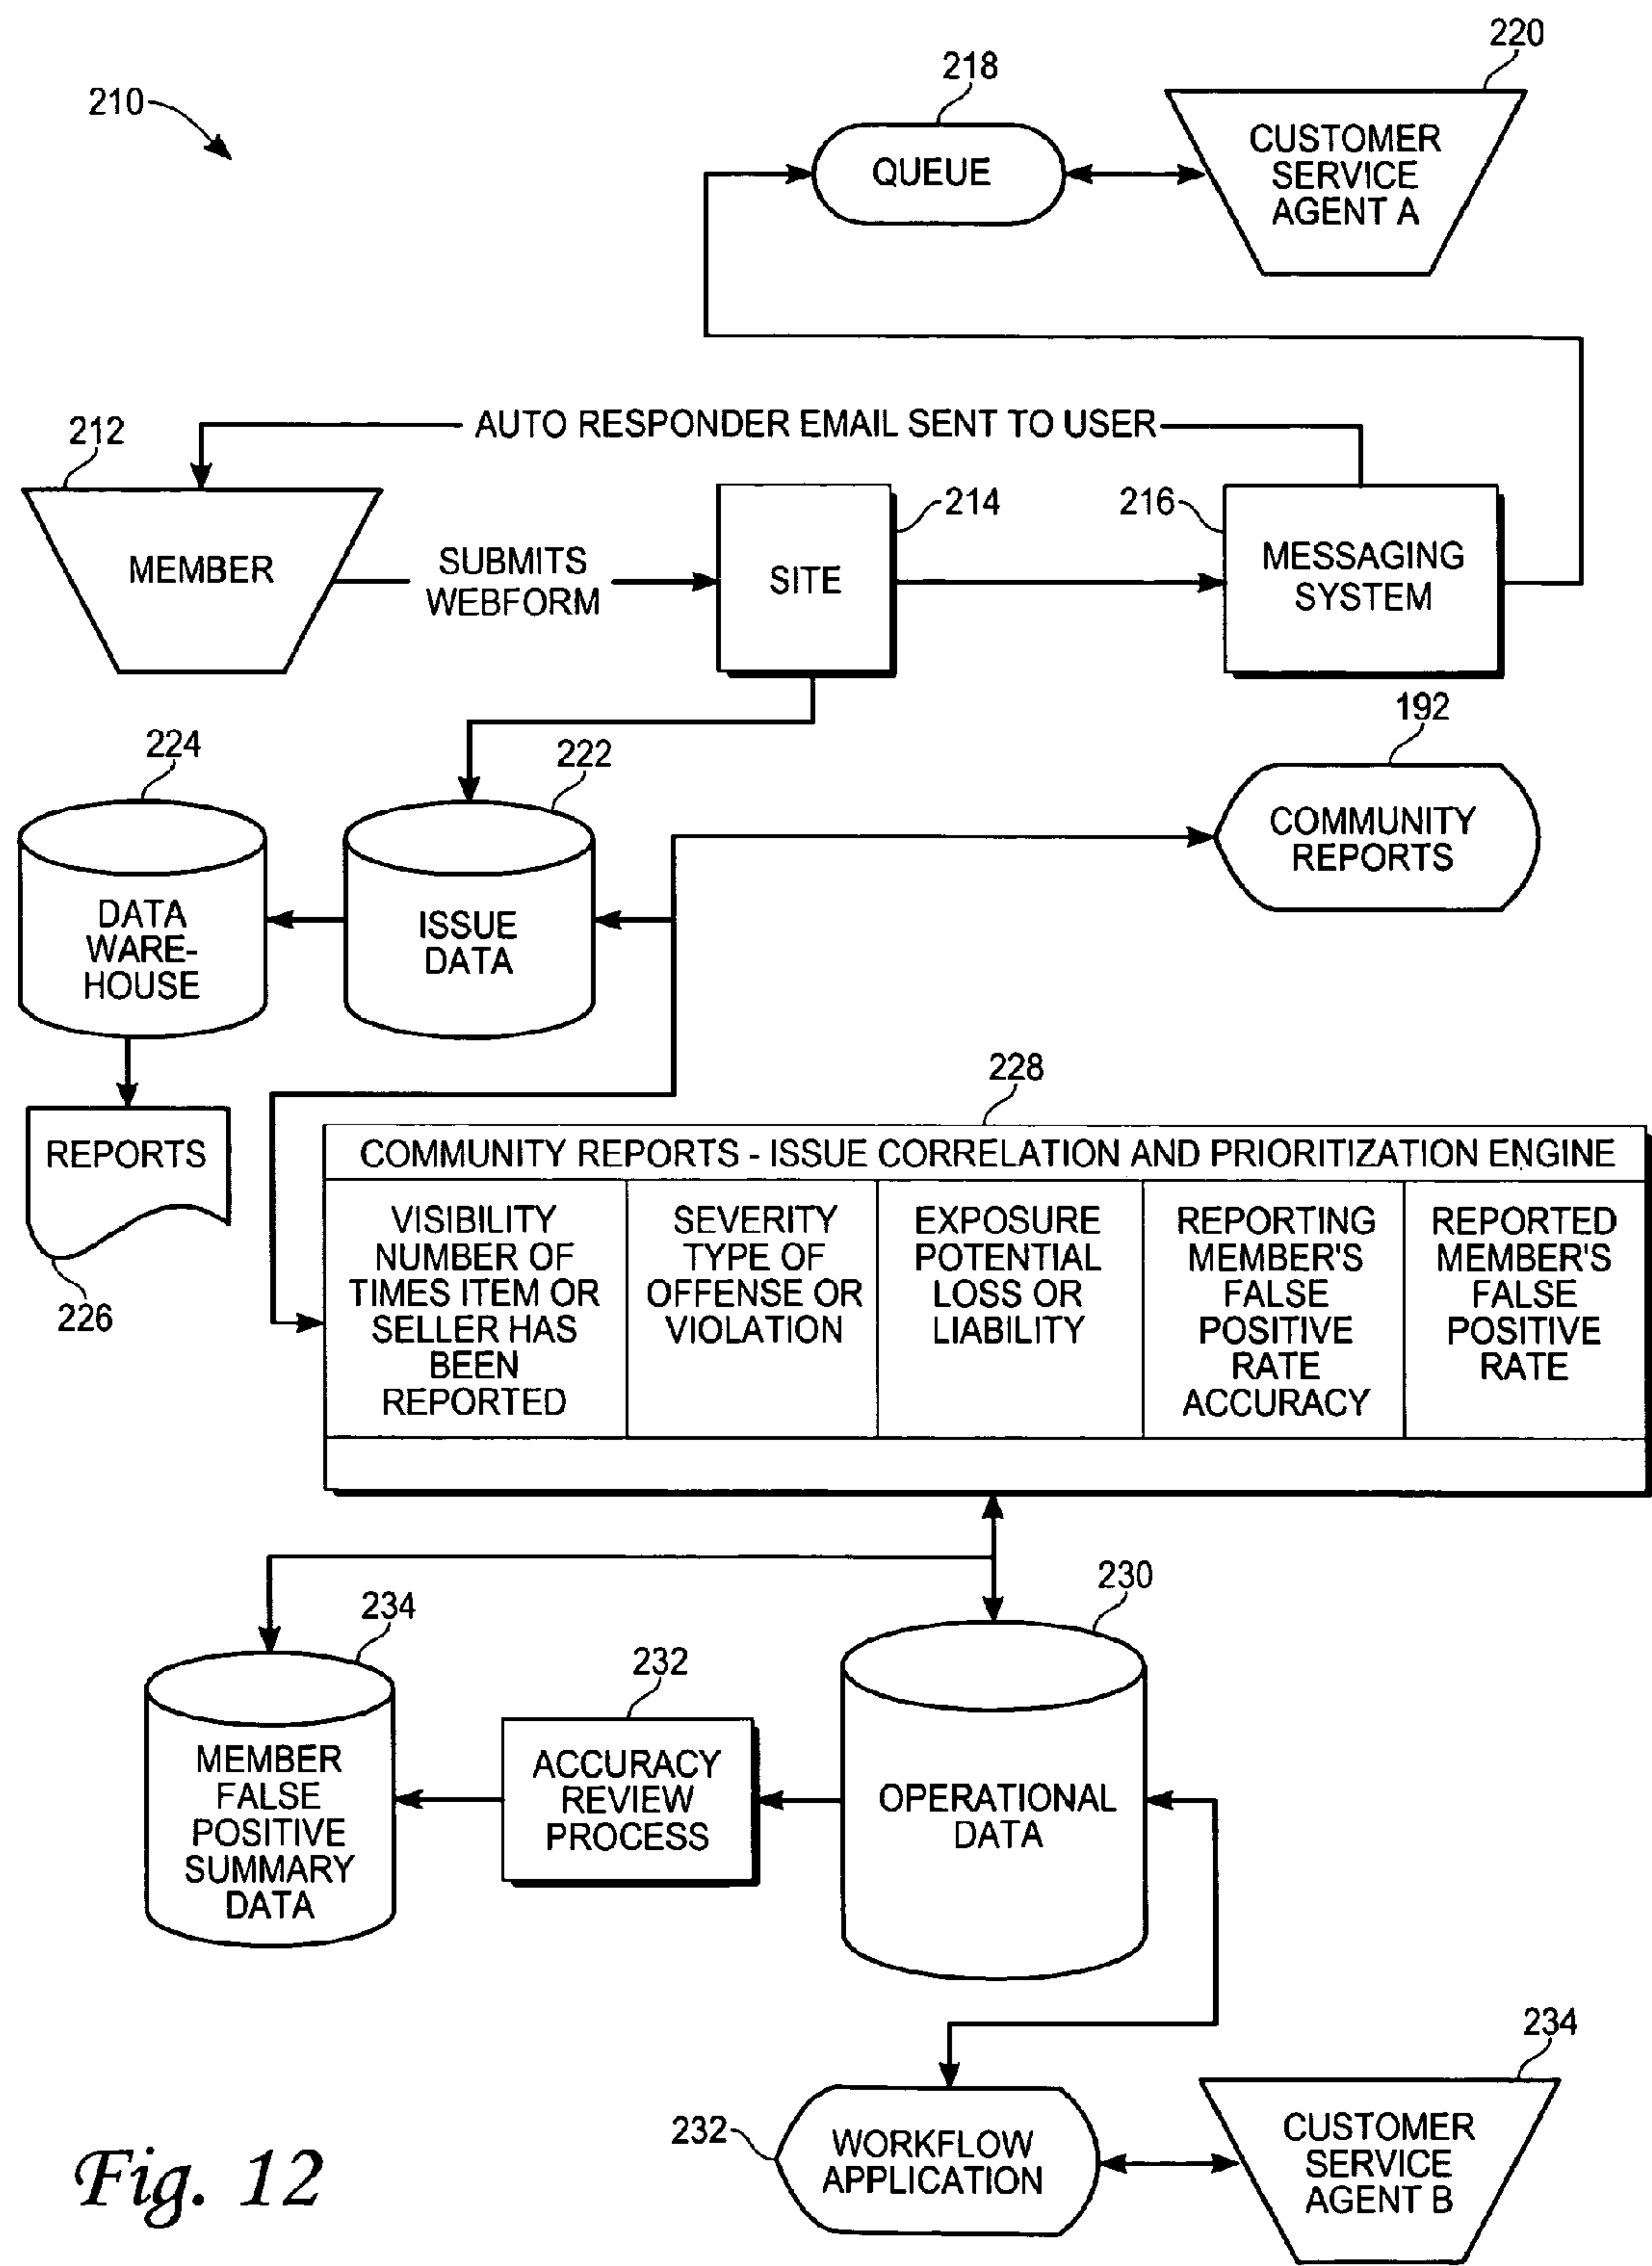 220
218
210
QUEUE
CUSTOMER
SERVICE
AGENT A
AUTO RESPONDER EMAIL SENT TO USER
212
MEMBER
SUBMITS
WEBFORM
214
SITE
216
MESSAGING
SYSTEM
192
COMMUNITY
REPORTS
224
222
DATA
WARE-
HOUSE
ISSUE
DATA
REPORTS
226
228
COMMUNITY REPORTS - ISSUE CORRELATION AND PRIORITIZATION ENGINE
VISIBILITY
NUMBER OF
TIMES ITEM OR
SELLER HAS
BEEN
REPORTED
SEVERITY
TYPE OF
OFFENSE OR
VIOLATION
EXPOSURE
POTENTIAL
LOSS OR
LIABILITY
REPORTING
MEMBER'S
FALSE
POSITIVE
RATE
ACCURACY
REPORTED
MEMBER'S
FALSE
POSITIVE
RATE
234
MEMBER
FALSE
POSITIVE
SUMMARY
DATA
232
ACCURACY
REVIEW
PROCESS
230
OPERATIONAL
DATA
232
WORKFLOW
APPLICATION
234
CUSTOMER
SERVICE
AGENT B
Fig. 12